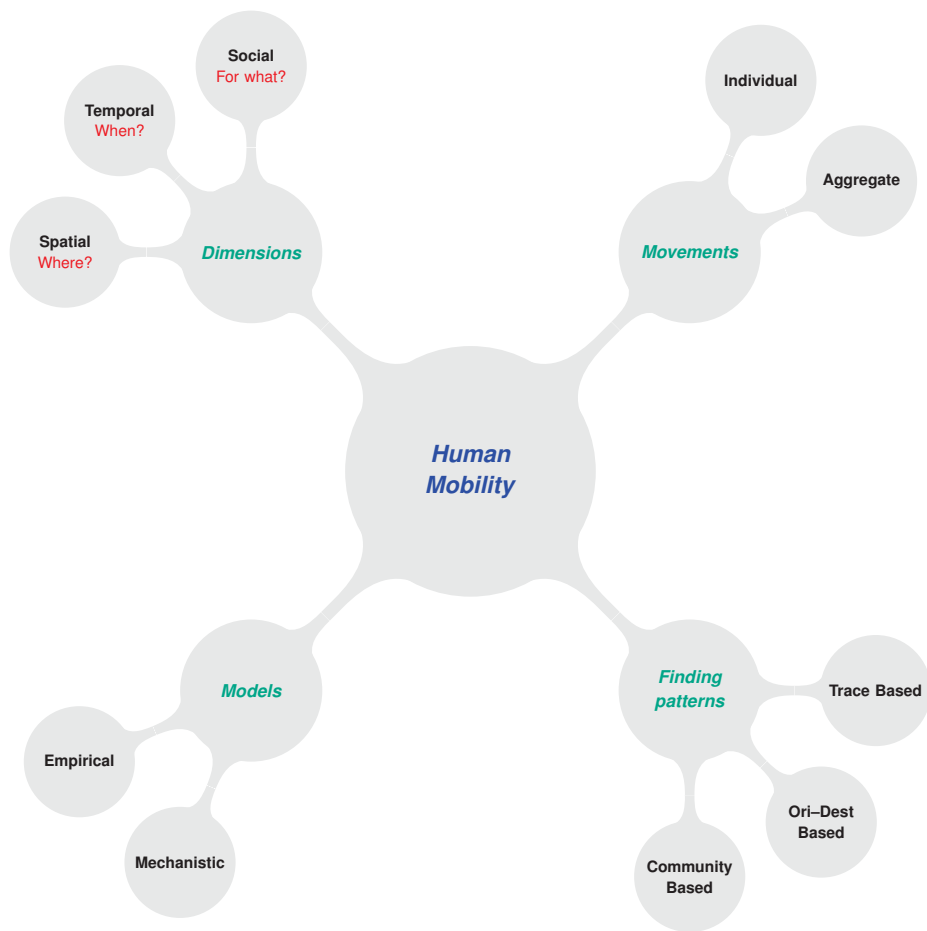 Social
For what?
Temporal
When?
Spatial
Where?
Dimensions
Individual
Aggregate
Movements
Human
Mobility
Models
Empirical
Mechanistic
Finding
patterns
Trace Based
Ori–Dest
Based
Community
Based